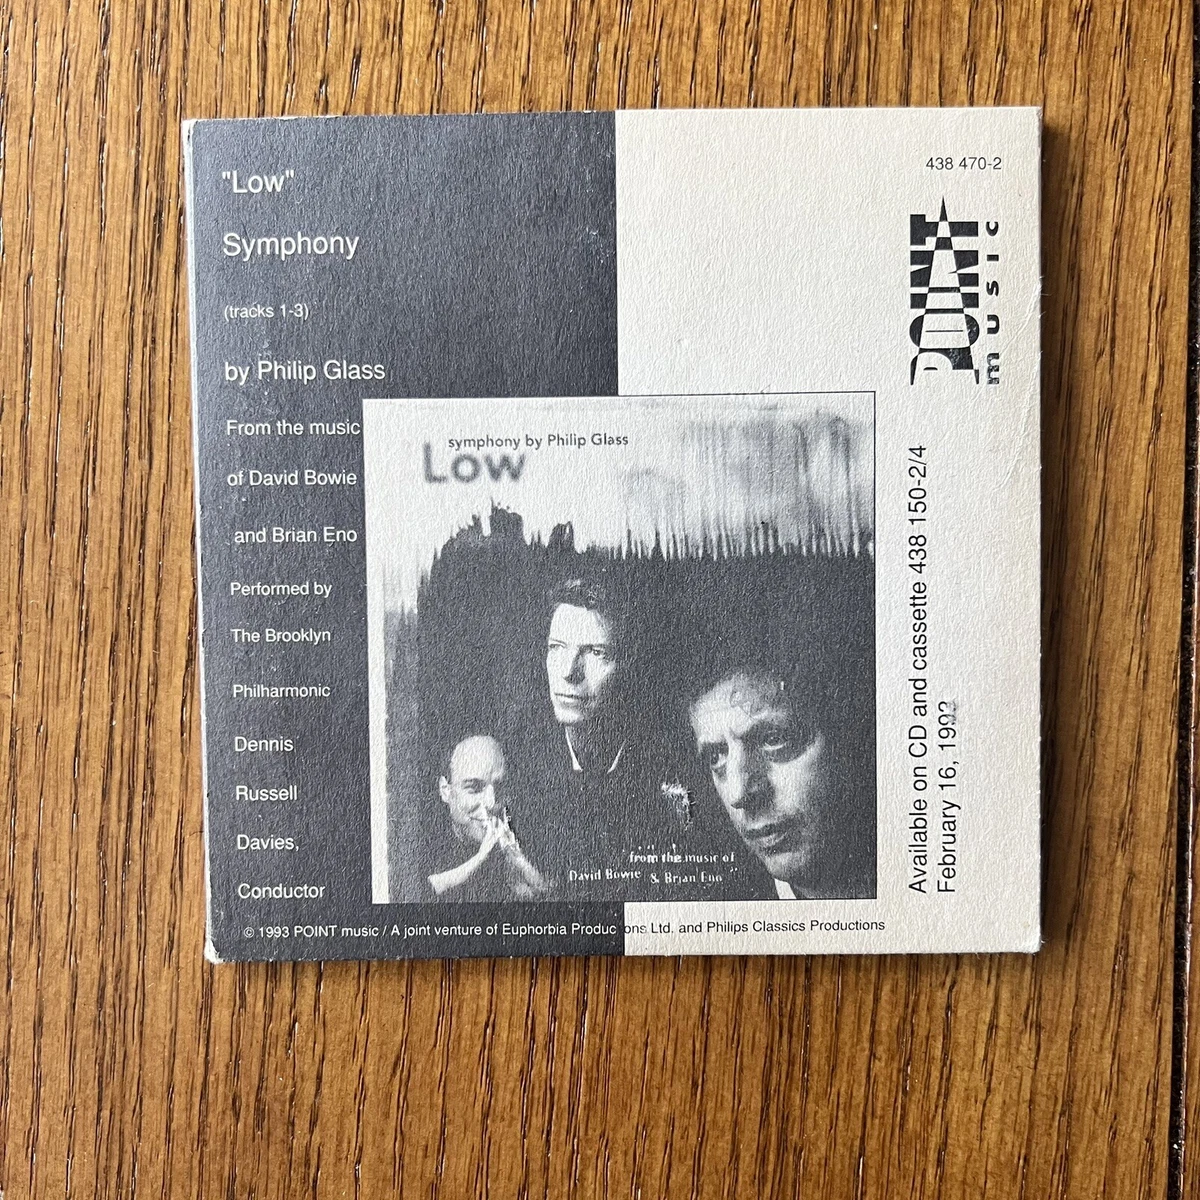 "Low"
Symphony
(tracks 1-3)
by Philip Glass
From the music
of David Bowie
and Brian Eno
Performed by
The Brooklyn
Philharmonic
Dennis
Russell
Davies,
Conductor
symphony by Philip Glass
Low
from the music of
David Bowie & Brian Eno
438 470-2
POINT
music
Available on CD and cassette 438 150-2/4
February 16, 1993
© 1993 POINT music / A joint venture of Euphorbia Produc ons Ltd. and Philips Classics Productions